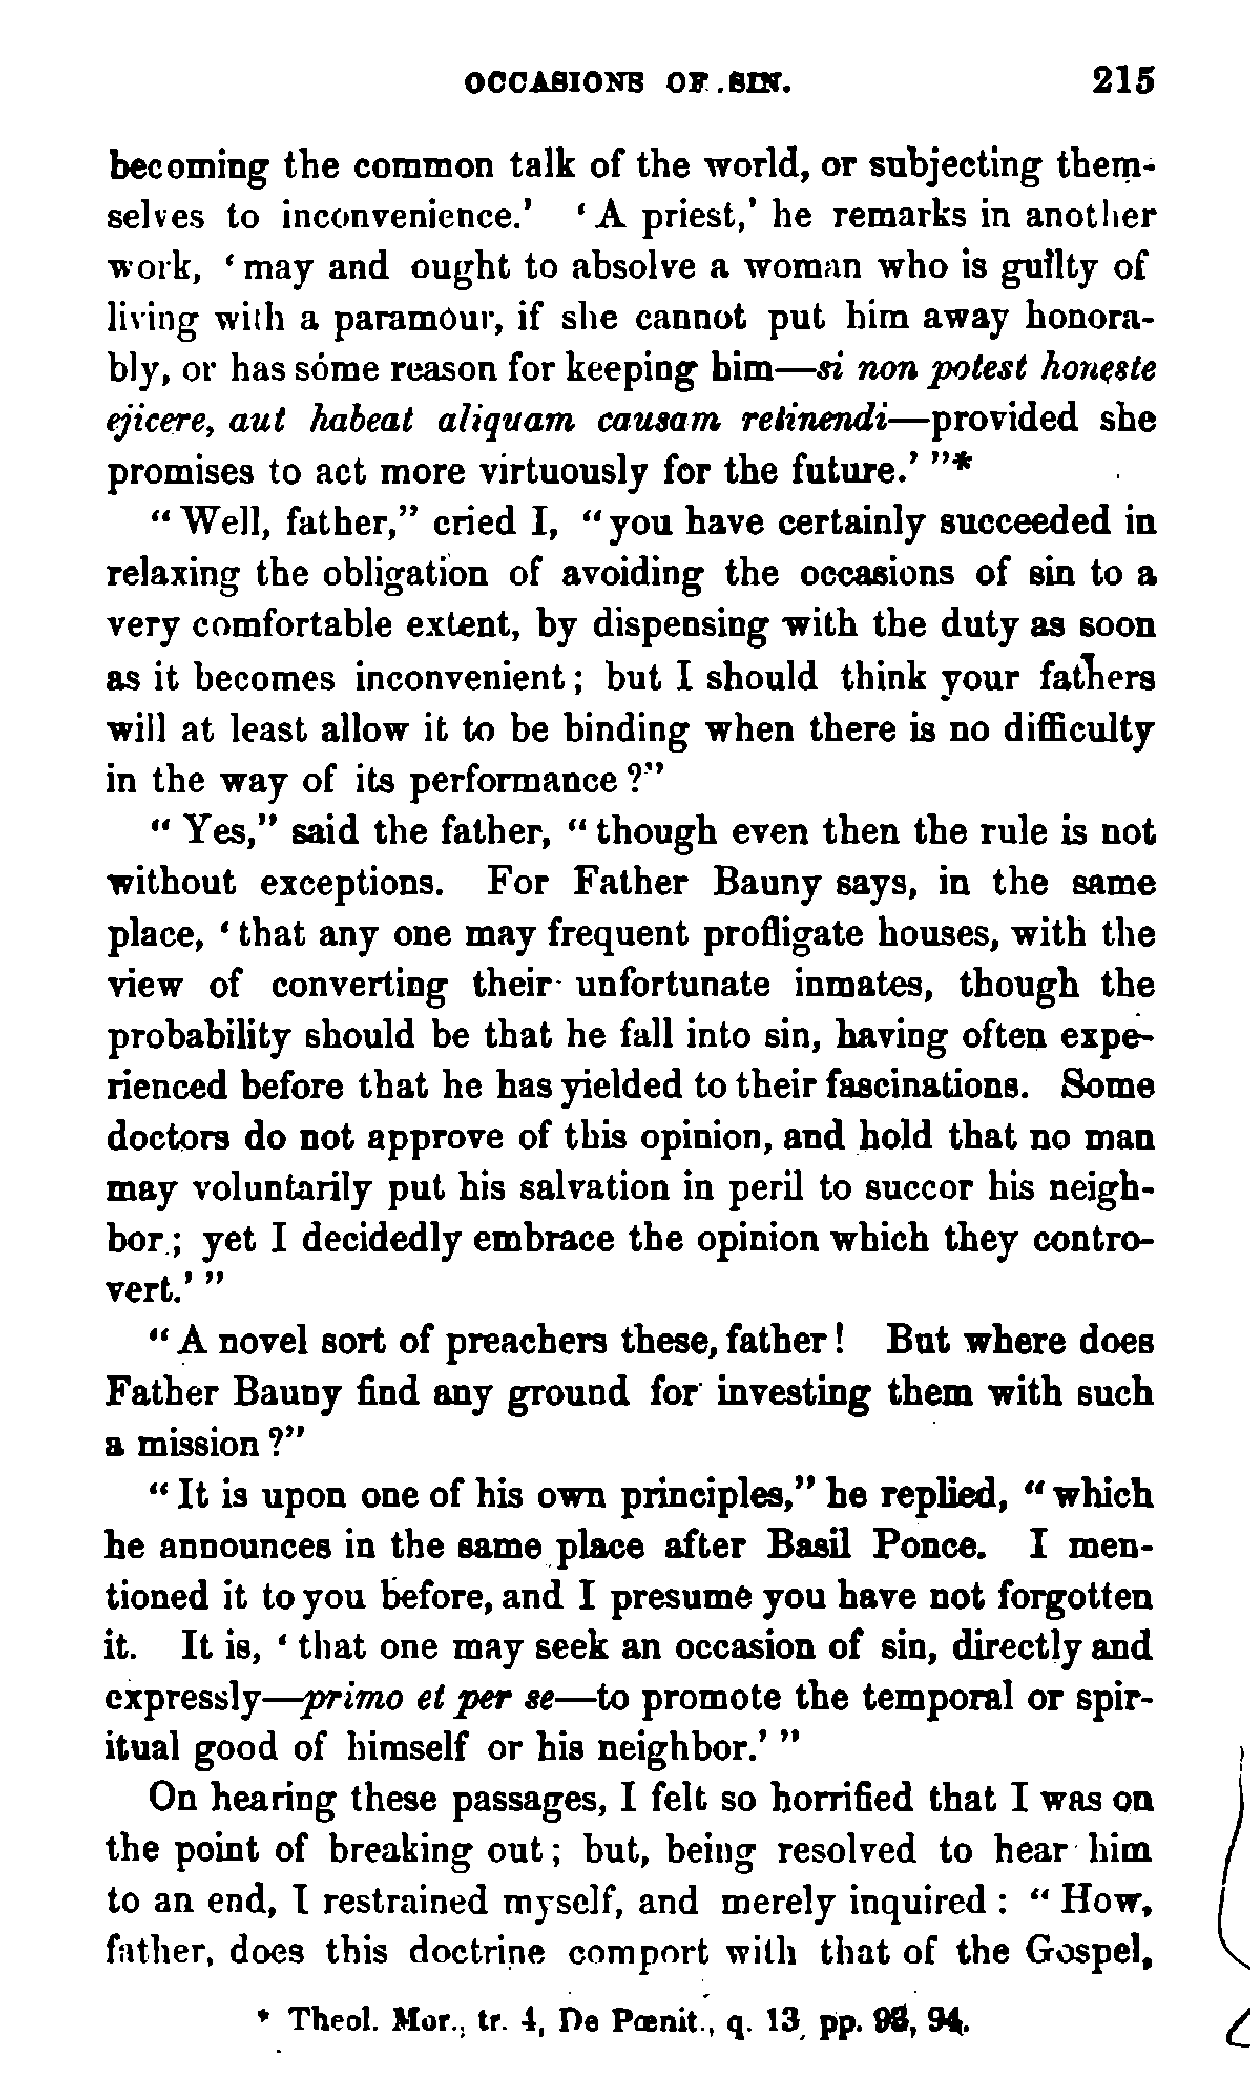 OCCASIONS OF SIN. 215
becoming the common talk of the world, or subjecting them-
selves to inconvenience.' 'A priest,' he remarks in another
work, 'may and ought to absolve a woman who is guilty of
living with a paramour, if she cannot put him away honora-
bly, or has some reason for keeping him—si non potest honeste
ejicere, aut habeat aliquam causam retinendi—provided she
promises to act more virtuously for the future.' "*
"Well, father," cried I, "you have certainly succeeded in
relaxing the obligation of avoiding the occasions of sin to a
very comfortable extent, by dispensing with the duty as soon
as it becomes inconvenient; but I should think your fathers
will at least allow it to be binding when there is no difficulty
in the way of its performance?"
"Yes," said the father, "though even then the rule is not
without exceptions. For Father Bauny says, in the same
place, 'that any one may frequent profligate houses, with the
view of converting their unfortunate inmates, though the
probability should be that he fall into sin, having often expe-
rienced before that he has yielded to their fascinations. Some
doctors do not approve of this opinion, and hold that no man
may voluntarily put his salvation in peril to succor his neigh-
bor; yet I decidedly embrace the opinion which they contro-
vert.' "
"A novel sort of preachers these, father! But where does
Father Bauny find any ground for investing them with such
a mission?"
"It is upon one of his own principles," he replied, "which
he announces in the same place after Basil Ponce. I men-
tioned it to you before, and I presume you have not forgotten
it. It is, 'that one may seek an occasion of sin, directly and
expressly—primo et per se—to promote the temporal or spir-
itual good of himself or his neighbor.' "
On hearing these passages, I felt so horrified that I was on
the point of breaking out; but, being resolved to hear him
to an end, I restrained myself, and merely inquired: "How,
father, does this doctrine comport with that of the Gospel,
* Theol. Mor., tr. 4, De Pœnit., q. 13, pp. 93, 94.